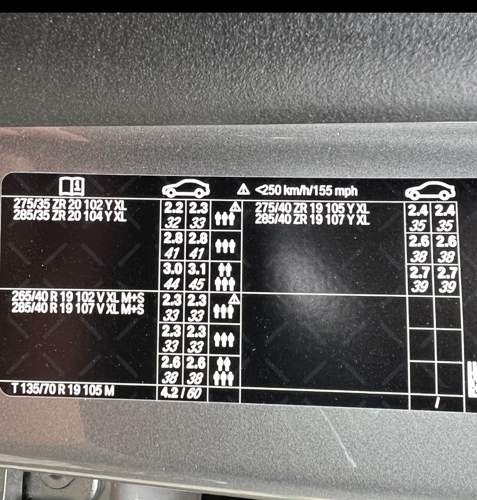 <250 km/h/155 mph
275/35 ZR 20 102 Y XL 2.2 2.3 275/40 ZR 19 105 Y XL 2.4 2.4
285/35 ZR 20 104 Y XL 32 33 285/40 ZR 19 107 Y XL 35 35
2.8 2.8 2.6 2.6
41 41 38 38
3.0 3.1 2.7 2.7
44 45 39 39
265/40 R 19 102 V XL M+S 2.3 2.3
285/40 R 19 107 V XL M+S 33 33
2.3 2.3
33 33
2.6 2.6
38 38
T 135/70 R 19 105 M 4.2 / 60 /